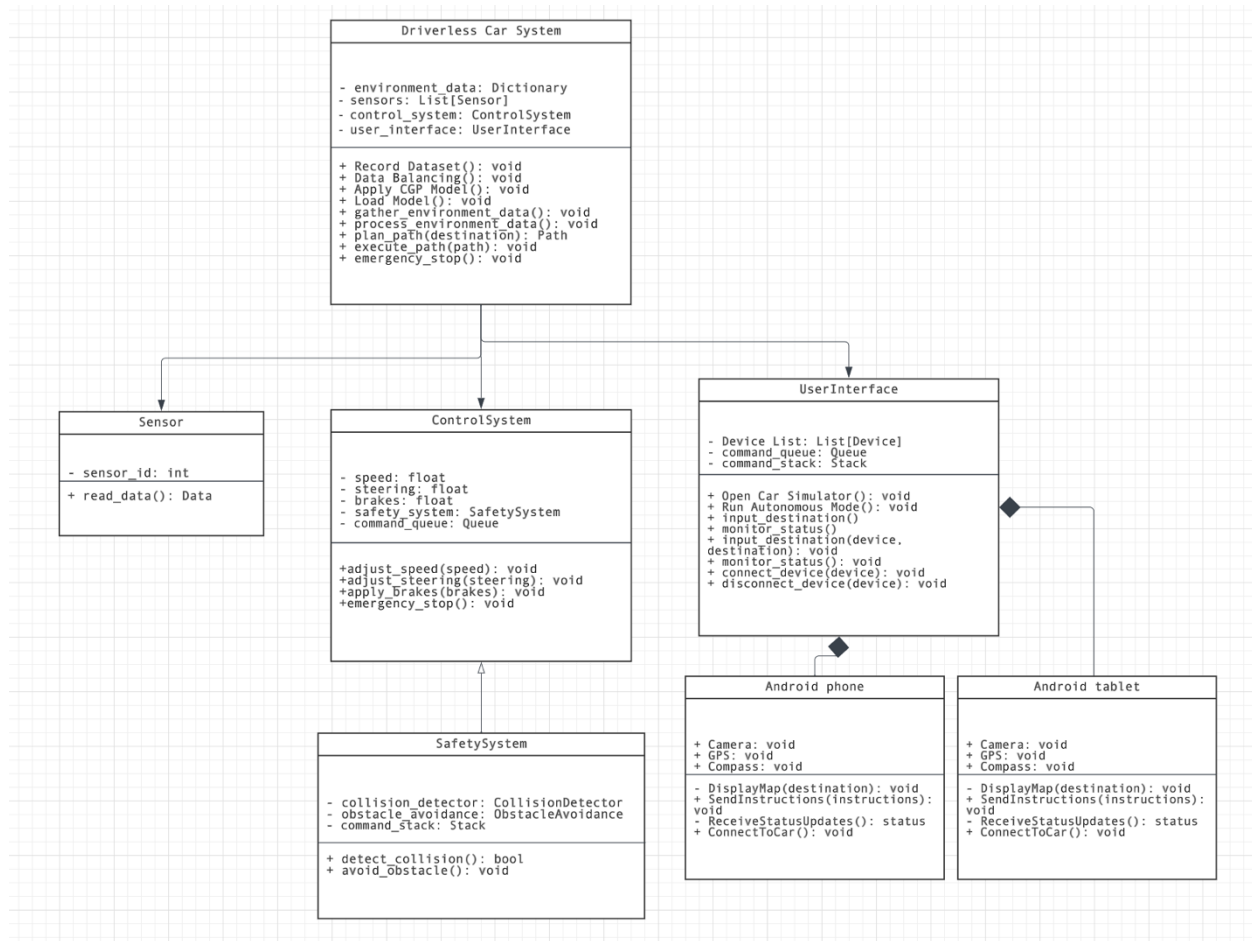 Driverless Car System
- environment_data: Dictionary
- sensors: List[Sensor]
- control_system: ControlSystem
- user_interface: UserInterface
+ Record Dataset(): void
+ Data Balancing(): void
+ Apply CGP Model(): void
+ Load Model(): void
+ gather_environment_data(): void
+ process_environment_data(): void
+ plan_path(destination): Path
+ execute_path(path): void
+ emergency_stop(): void
Sensor
- sensor_id: int
+ read_data(): Data
ControlSystem
- speed: float
- steering: float
- brakes: float
- safety_system: SafetySystem
- command_queue: Queue
+adjust_speed(speed): void
+adjust_steering(steering): void
+apply_brakes(brakes): void
+emergency_stop(): void
UserInterface
- Device List: List[Device]
- command_queue: Queue
- command_stack: Stack
+ Open Car Simulator(): void
+ Run Autonomous Mode(): void
+ input_destination()
+ monitor_status()
+ input_destination(device,
destination): void
+ monitor_status(): void
+ connect_device(device): void
+ disconnect_device(device): void
SafetySystem
- collision_detector: CollisionDetector
- obstacle_avoidance: ObstacleAvoidance
- command_stack: Stack
+ detect_collision(): bool
+ avoid_obstacle(): void
Android phone
+ Camera: void
+ GPS: void
+ Compass: void
- DisplayMap(destination): void
+ SendInstructions(instructions):
void
- ReceiveStatusUpdates(): status
+ ConnectToCar(): void
Android tablet
+ Camera: void
+ GPS: void
+ Compass: void
- DisplayMap(destination): void
+ SendInstructions(instructions):
void
- ReceiveStatusUpdates(): status
+ ConnectToCar(): void